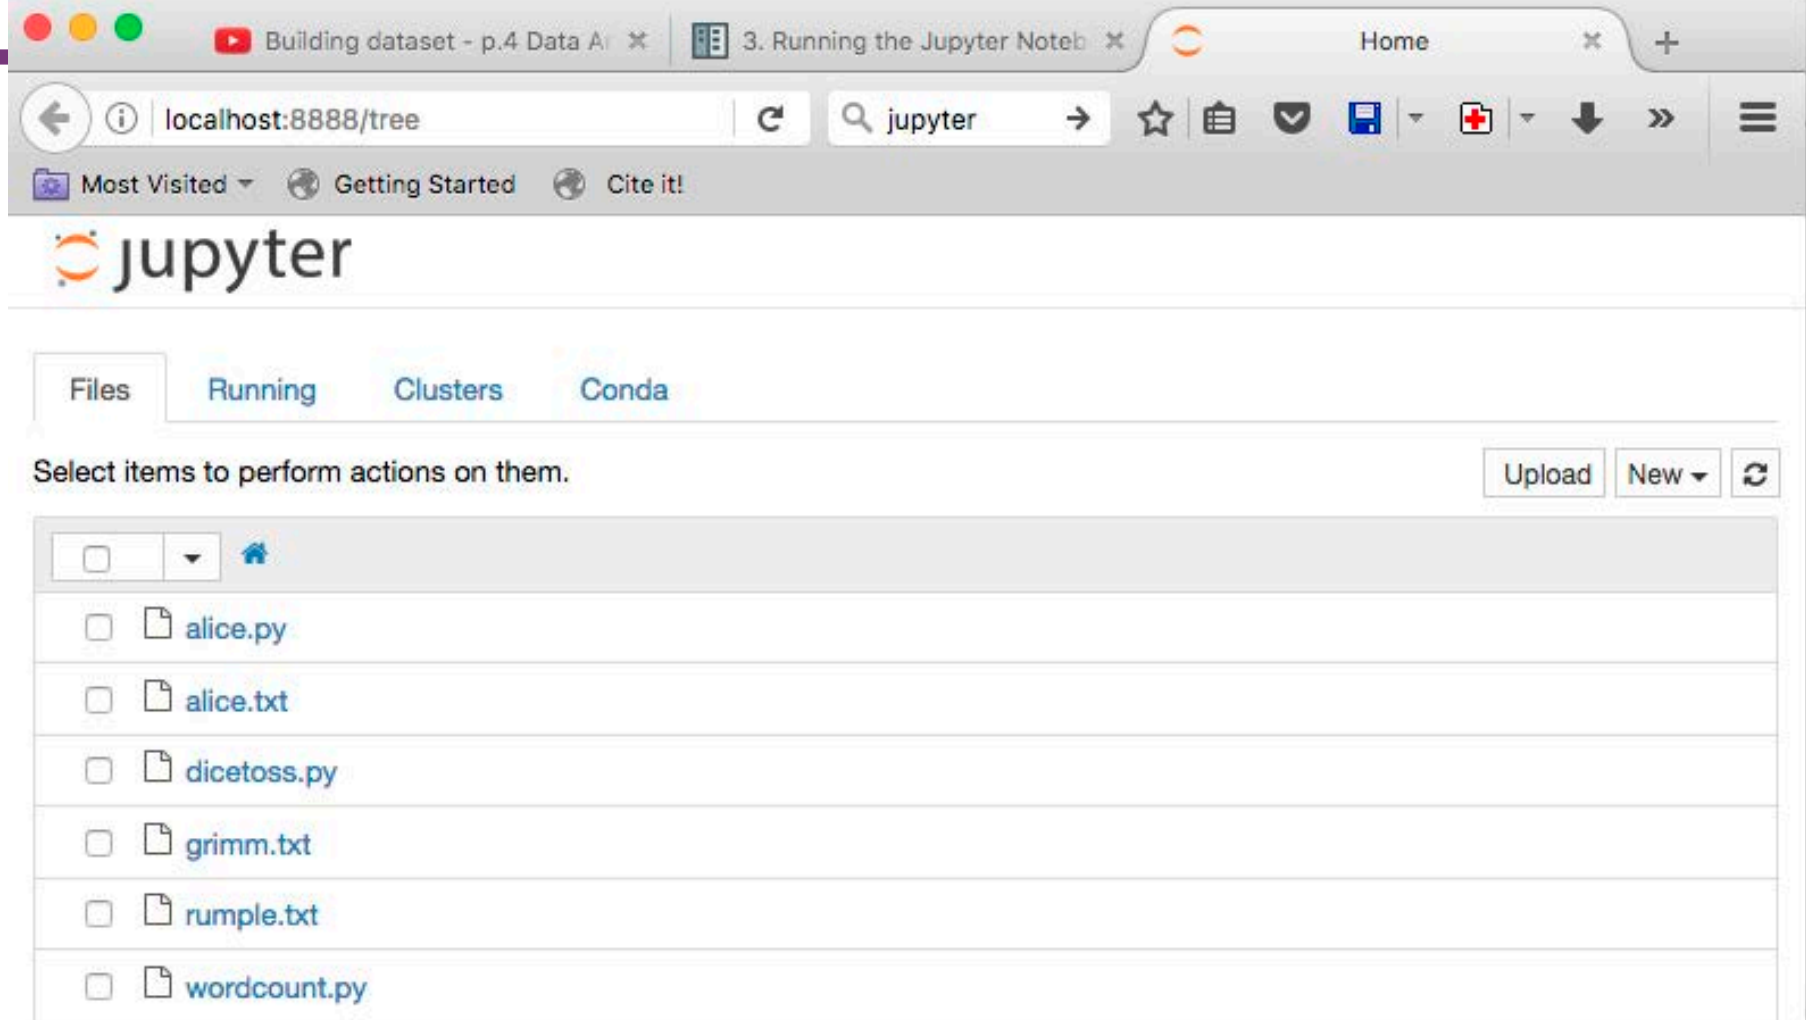 Building dataset - p.4 Data Ar
3. Running the Jupyter Noteb
Home
localhost:8888/tree
jupyter
Most Visited
Getting Started
Cite it!
jupyter
Files
Running
Clusters
Conda
Select items to perform actions on them.
Upload
New
alice.py
alice.txt
dicetoss.py
grimm.txt
rumple.txt
wordcount.py